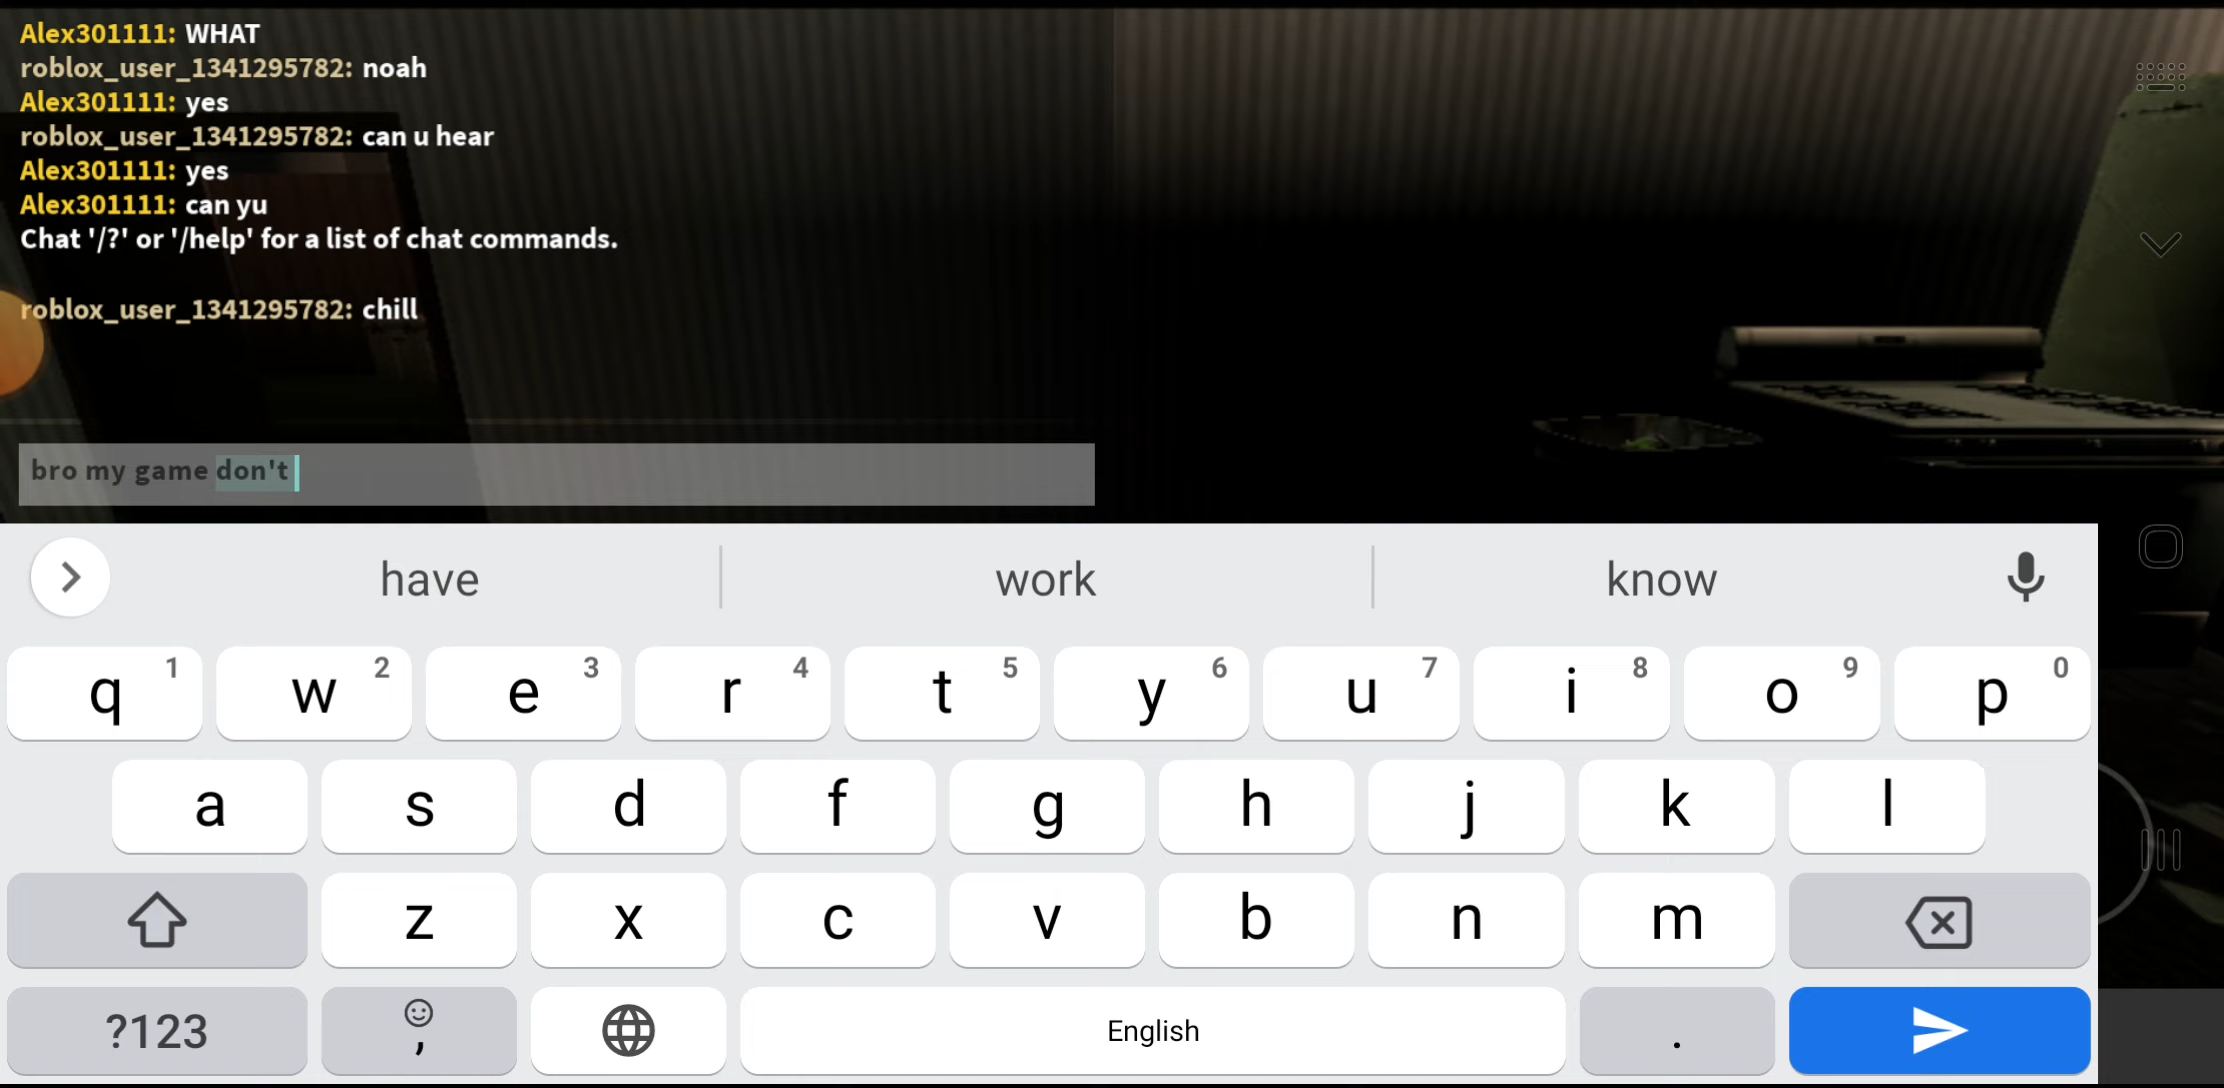 Alex301111: WHAT
roblox_user_1341295782: noah
Alex301111: yes
roblox_user_1341295782: can u hear
Alex301111: yes
Alex301111: can yu
Chat '/?' or '/help' for a list of chat commands.
roblox_user_1341295782: chill
bro my game don't
have work know
q 1 w 2 e 3 r 4 t 5 y 6 u 7 i 8 o 9 p 0
a s d f g h j k l
z x c v b n m
?123 , English .